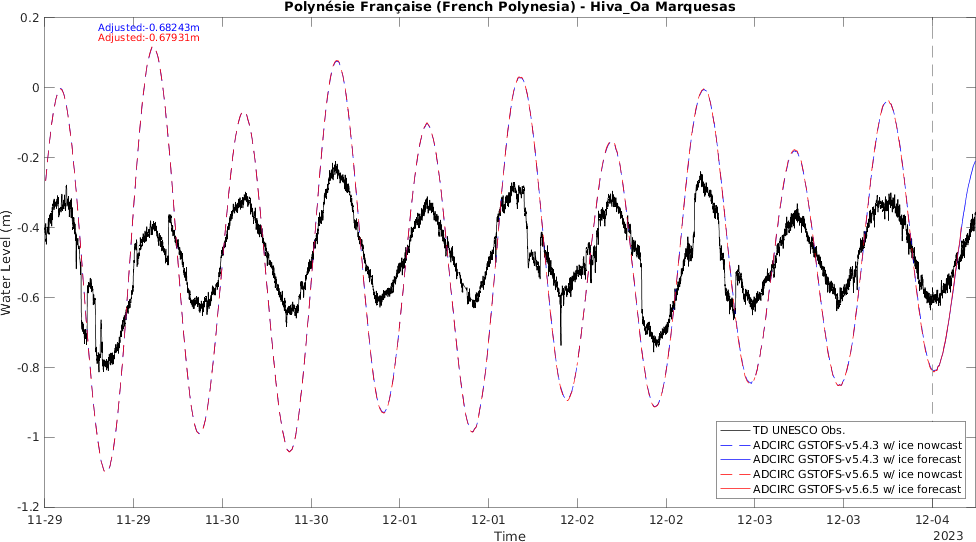 Polynésie Française (French Polynesia) - Hiva_Oa Marquesas
Adjusted:-0.68243m
Adjusted:-0.67931m
0.2
0
-0.2
-0.4
-0.6
-0.8
-1
-1.2
Water Level (m)
TD UNESCO Obs.
ADCIRC GSTOFS-v5.4.3 w/ ice nowcast
ADCIRC GSTOFS-v5.4.3 w/ ice forecast
ADCIRC GSTOFS-v5.6.5 w/ ice nowcast
ADCIRC GSTOFS-v5.6.5 w/ ice forecast
11-29 11-29 11-30 11-30 12-01 12-01 12-02 12-02 12-03 12-03 12-04
Time 2023